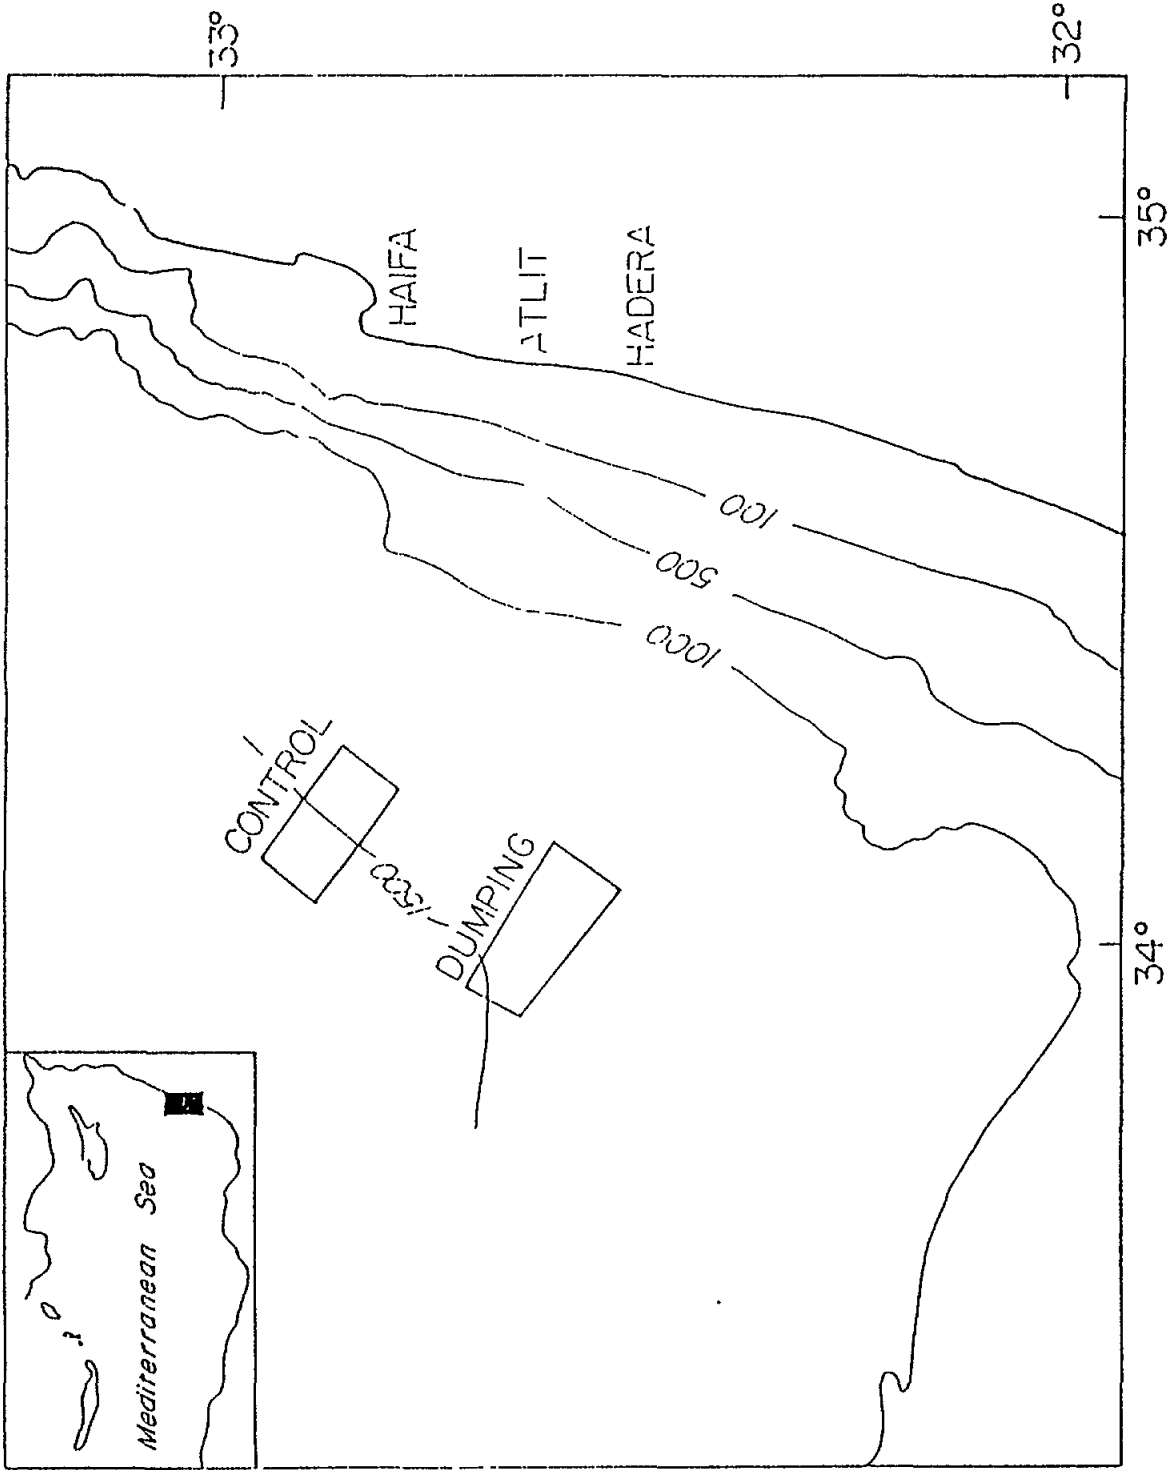 33°
32°
35°
34°
HAIFA
ATLIT
HADERA
100
500
1000
CONTROL
1500
DUMPING
Mediterranean Sea